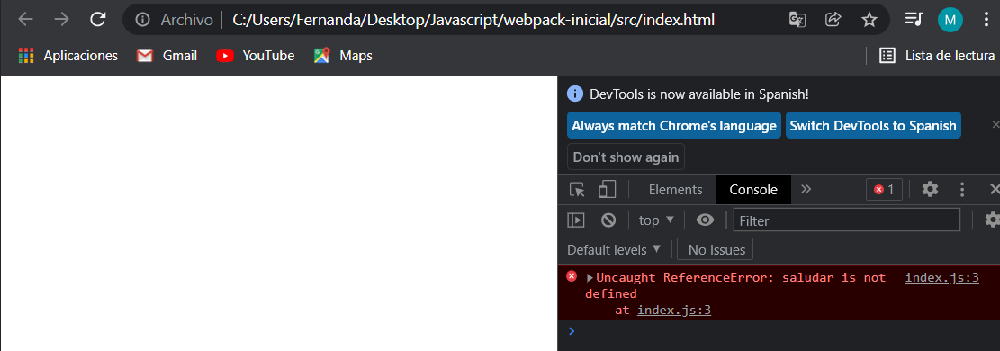 Archivo | C:/Users/Fernanda/Desktop/Javascript/webpack-inicial/src/index.html
M
Aplicaciones Gmail YouTube Maps Lista de lectura
DevTools is now available in Spanish!
Always match Chrome's language Switch DevTools to Spanish
Don't show again
Elements Console 1
top Filter
Default levels No Issues
Uncaught ReferenceError: saludar is not index.js:3
defined
at index.js:3